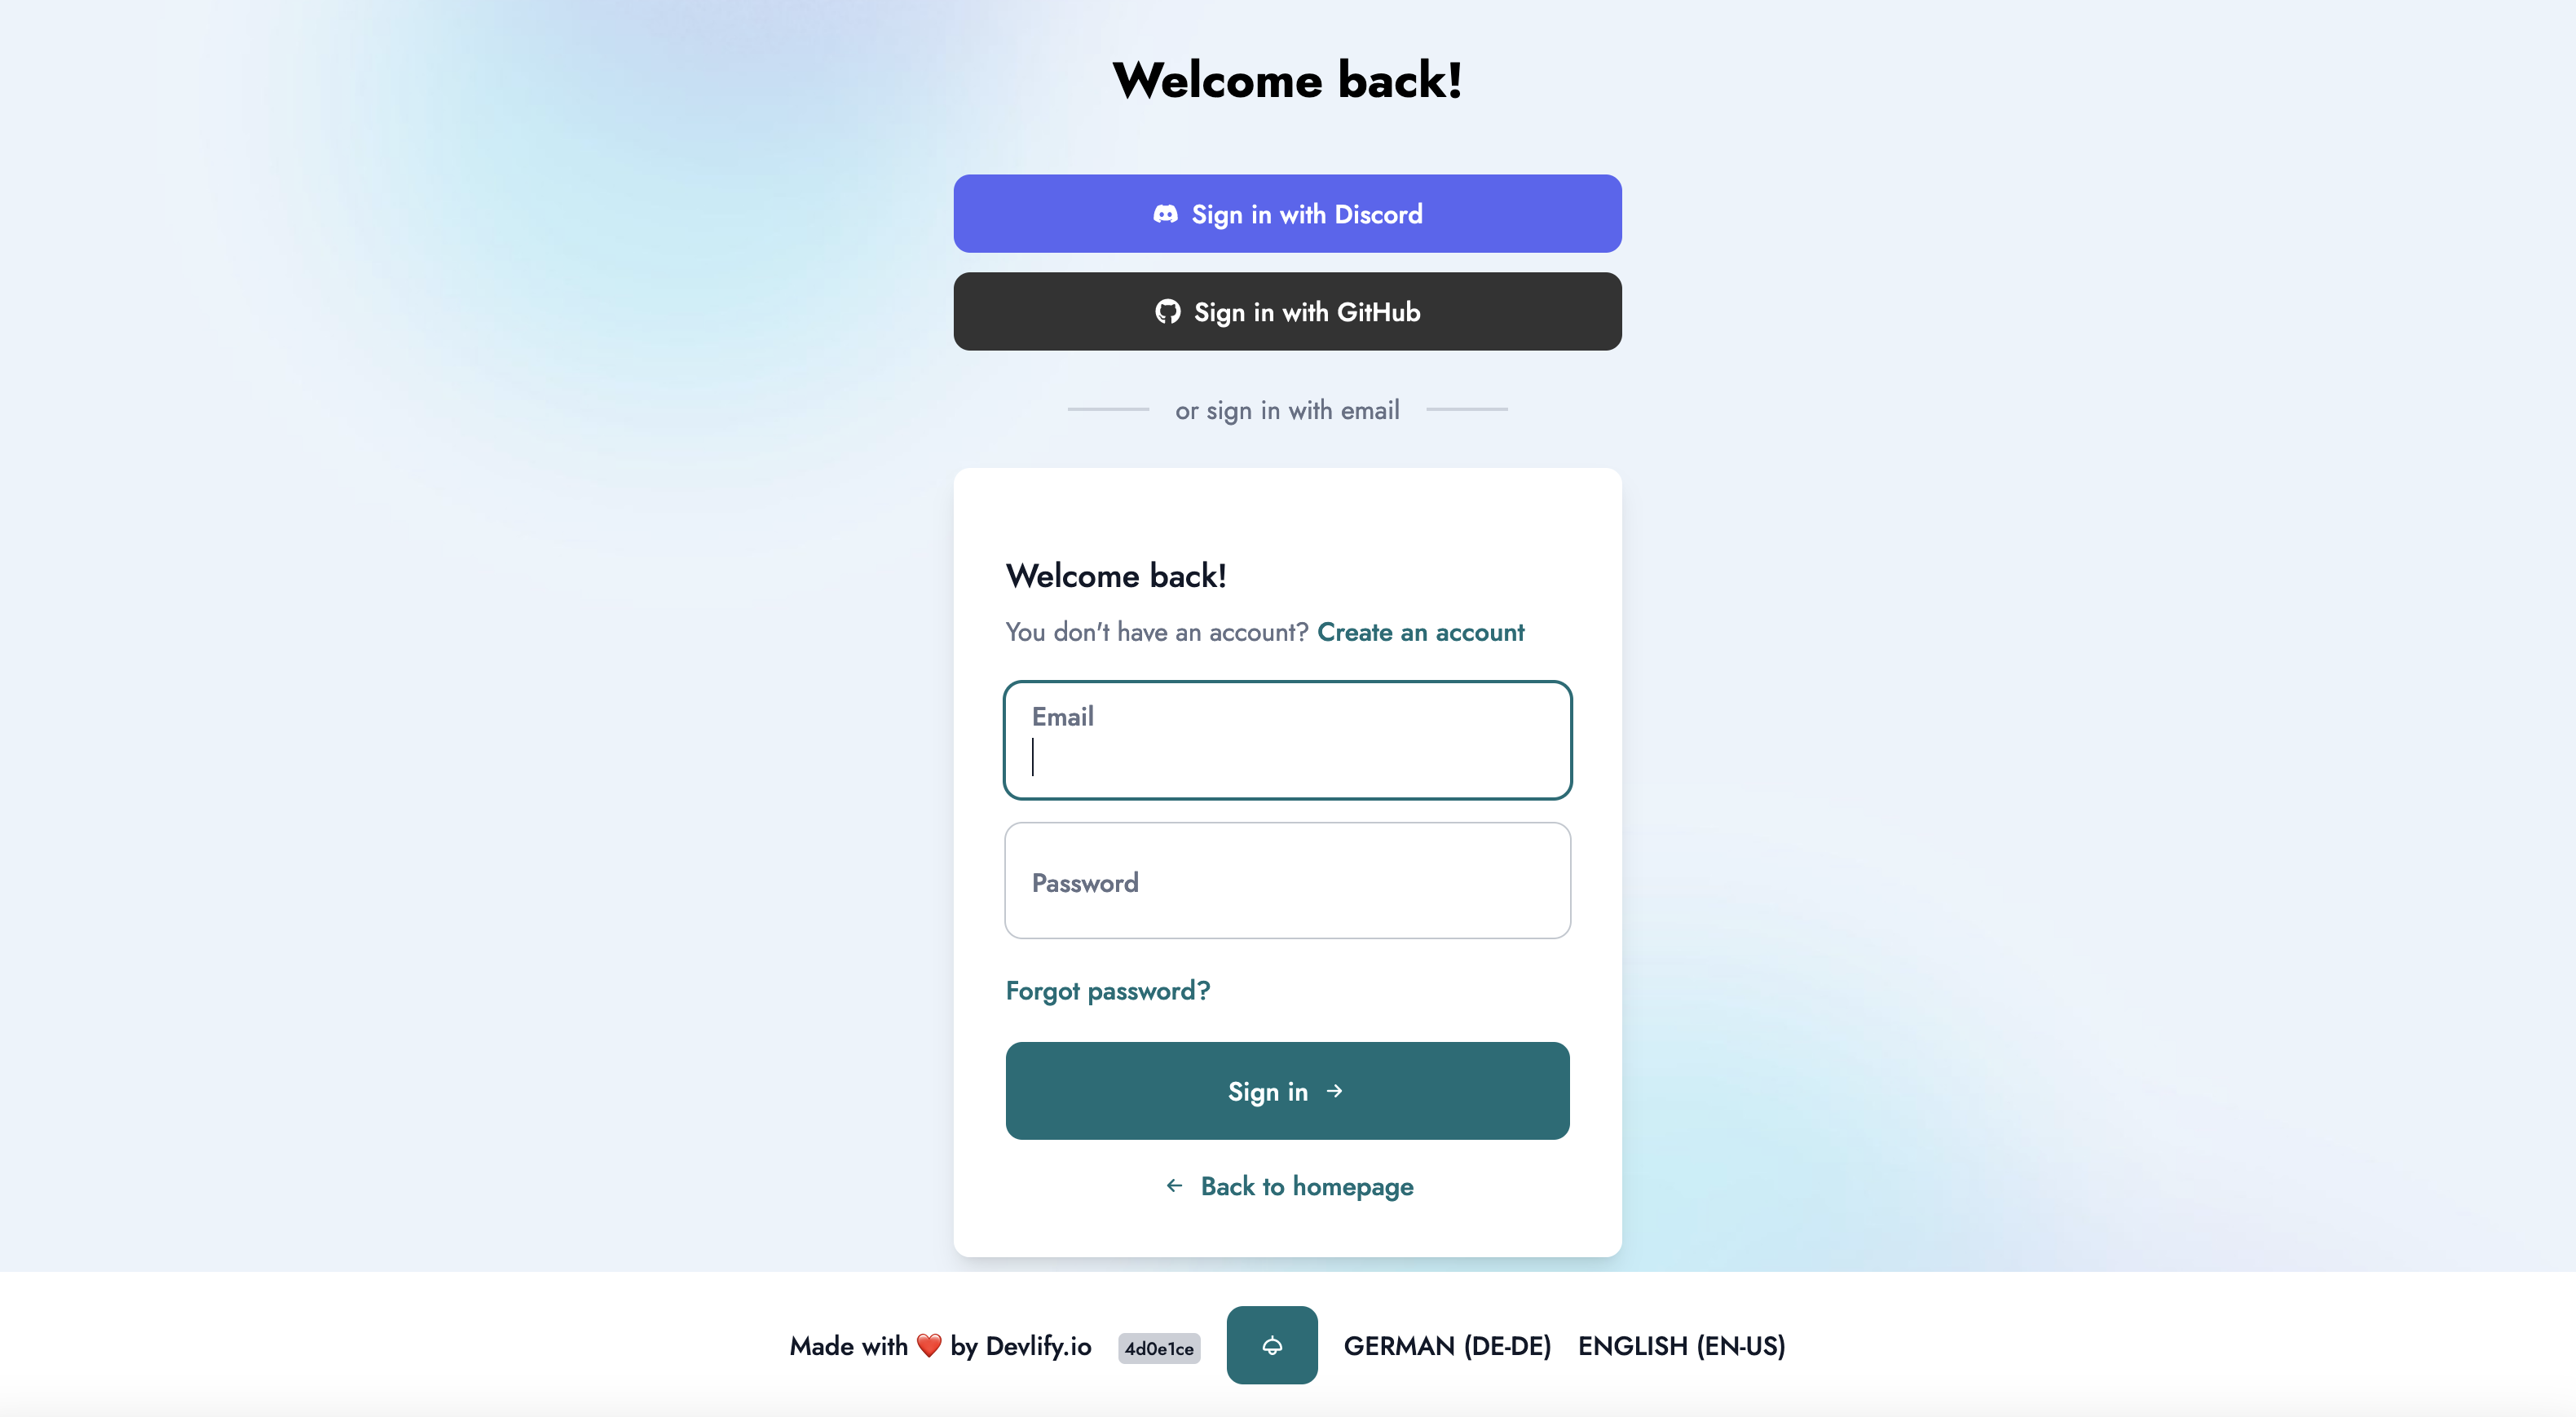 Welcome back!
Sign in with Discord
Sign in with GitHub
or sign in with email
Welcome back!
You don't have an account? Create an account
Email
Password
Forgot password?
Sign in →
← Back to homepage
Made with ❤️ by Devlify.io 4d0e1ce GERMAN (DE-DE) ENGLISH (EN-US)